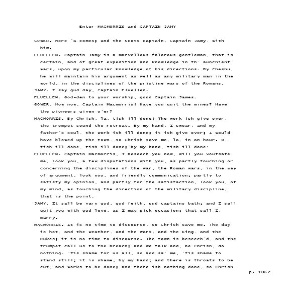 Enter MACMORRIS and CAPTAIN JAMY
GOWER. Here 'a comes; and the Scots captain, Captain Jamy, with
him.
FLUELLEN. Captain Jamy is a marvellous falorous gentleman, that is
certain, and of great expedition and knowledge in th' aunchient
wars, upon my particular knowledge of his directions. By Cheshu,
he will maintain his argument as well as any military man in the
world, in the disciplines of the pristine wars of the Romans.
JAMY. I say gud day, Captain Fluellen.
FLUELLEN. God-den to your worship, good Captain James.
GOWER. How now, Captain Macmorris! Have you quit the mines? Have
the pioneers given o'er?
MACMORRIS. By Chrish, la, tish ill done! The work ish give over,
the trompet sound the retreat. By my hand, I swear, and my
father's soul, the work ish ill done; it ish give over; I would
have blowed up the town, so Chrish save me, la, in an hour. O,
tish ill done, tish ill done; by my hand, tish ill done!
FLUELLEN. Captain Macmorris, I beseech you now, will you voutsafe
me, look you, a few disputations with you, as partly touching or
concerning the disciplines of the war, the Roman wars, in the way
of argument, look you, and friendly communication; partly to
satisfy my opinion, and partly for the satisfaction, look you, of
my mind, as touching the direction of the military discipline,
that is the point.
JAMY. It sall be vary gud, gud feith, gud captains bath; and I sall
quit you with gud leve, as I may pick occasion; that sall I,
marry.
MACMORRIS. It is no time to discourse, so Chrish save me. The day
is hot, and the weather, and the wars, and the King, and the
Dukes; it is no time to discourse. The town is beseech'd, and the
trumpet call us to the breach; and we talk and, be Chrish, do
nothing. 'Tis shame for us all, so God sa' me, 'tis shame to
stand still; it is shame, by my hand; and there is throats to be
cut, and works to be done; and there ish nothing done, so Chrish